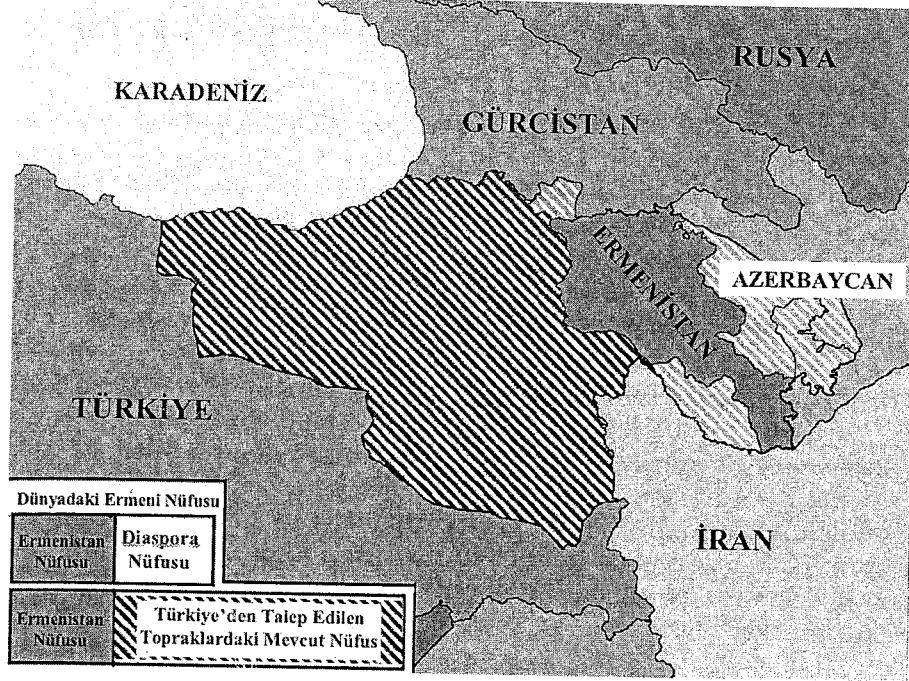 RUSYA
KARADENİZ
GÜRCİSTAN
ERMENİSTAN
AZERBAYCAN
TÜRKİYE
İRAN
Dünyadaki Ermeni Nüfusu
Ermenistan
Nüfusu
Diaspora
Nüfusu
Ermenistan
Nüfusu
Türkiye'den Talep Edilen
Topraklardaki Mevcut Nüfus